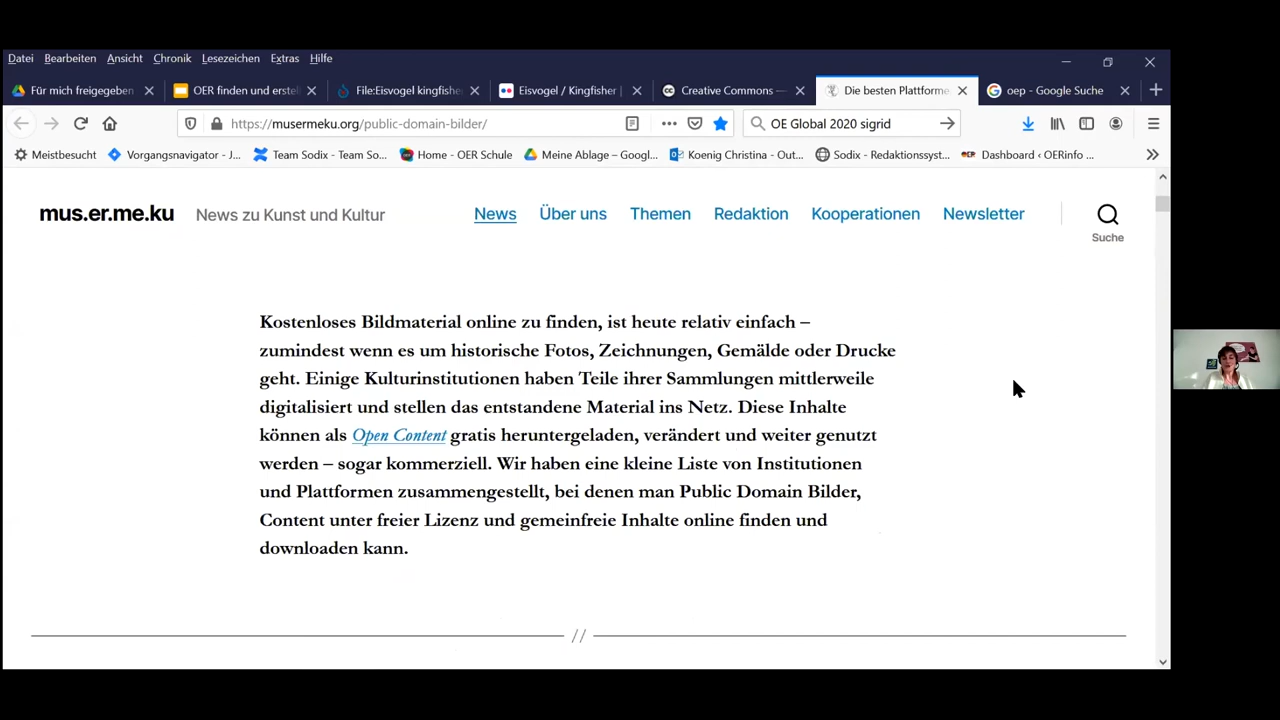 Datei Bearbeiten Ansicht Chronik Lesezeichen Extras Hilfe
Für mich freigegeben OER finden und erstell File:Eisvogel kingfishe Eisvogel / Kingfisher | Creative Commons — Die besten Plattforme oep - Google Suche
https://musermeku.org/public-domain-bilder/ OE Global 2020 sigrid
Meistbesucht Vorgangsnavigator - J... Team Sodix - Team So... Home - OER Schule Meine Ablage – Googl... Koenig Christina - Out... Sodix - Redaktionssyst... Dashboard ‹ OERinfo ...
mus.er.me.ku News zu Kunst und Kultur News Über uns Themen Redaktion Kooperationen Newsletter
Suche
Kostenloses Bildmaterial online zu finden, ist heute relativ einfach –
zumindest wenn es um historische Fotos, Zeichnungen, Gemälde oder Drucke
geht. Einige Kulturinstitutionen haben Teile ihrer Sammlungen mittlerweile
digitalisiert und stellen das entstandene Material ins Netz. Diese Inhalte
können als Open Content gratis heruntergeladen, verändert und weiter genutzt
werden – sogar kommerziell. Wir haben eine kleine Liste von Institutionen
und Plattformen zusammengestellt, bei denen man Public Domain Bilder,
Content unter freier Lizenz und gemeinfreie Inhalte online finden und
downloaden kann.
//